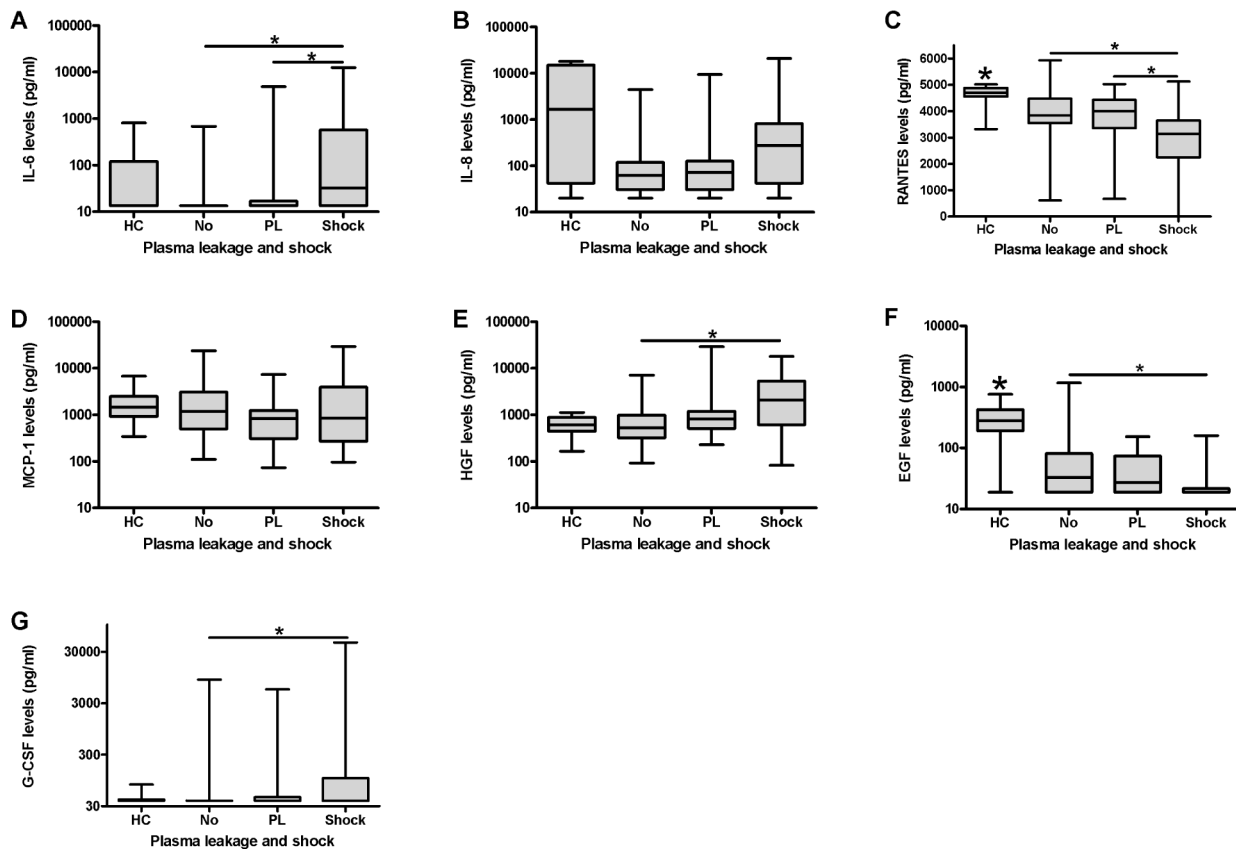 A
IL-6 levels (pg/ml)
100000
10000
1000
100
10
*
*
HC No PL Shock
Plasma leakage and shock
B
IL-8 levels (pg/ml)
100000
10000
1000
100
10
HC No PL Shock
Plasma leakage and shock
C
RANTES levels (pg/ml)
6000
5000
4000
3000
2000
1000
0
*
*
*
HC No PL Shock
Plasma leakage and shock
D
MCP-1 levels (pg/ml)
100000
10000
1000
100
10
HC No PL Shock
Plasma leakage and shock
E
HGF levels (pg/ml)
100000
10000
1000
100
10
*
HC No PL Shock
Plasma leakage and shock
F
EGF levels (pg/ml)
10000
1000
100
10
*
*
HC No PL Shock
Plasma leakage and shock
G
G-CSF levels (pg/ml)
30000
3000
300
30
*
HC No PL Shock
Plasma leakage and shock